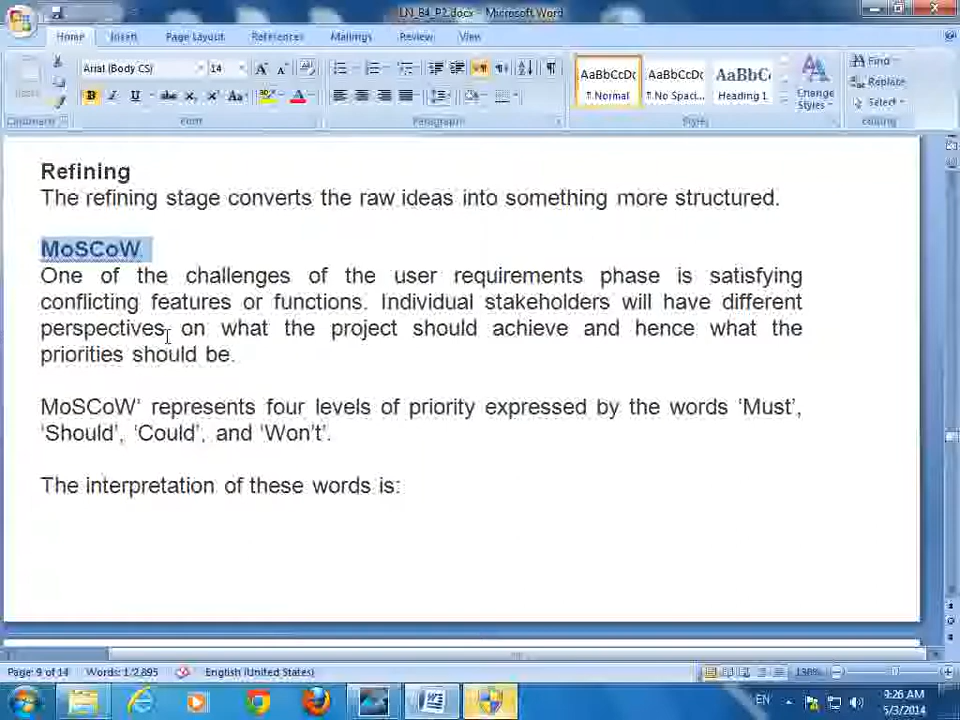 LN_B4_P2.docx - Microsoft Word
Home Insert Page Layout References Mailings Review View
Arial (Body CS) 14
AaBbCcDc AaBbCcDc AaBbC
¶ Normal ¶ No Spaci... Heading 1
Change Styles
Find
Replace
Select
Font Paragraph Styles Editing
Refining
The refining stage converts the raw ideas into something more structured.
MoSCoW
One of the challenges of the user requirements phase is satisfying
conflicting features or functions. Individual stakeholders will have different
perspectives on what the project should achieve and hence what the
priorities should be.
MoSCoW' represents four levels of priority expressed by the words ‘Must’,
‘Should’, ‘Could’, and ‘Won’t’.
The interpretation of these words is:
Page: 9 of 14 Words: 1/2,895 English (United States) 130%
EN 9:26 AM
5/3/2014